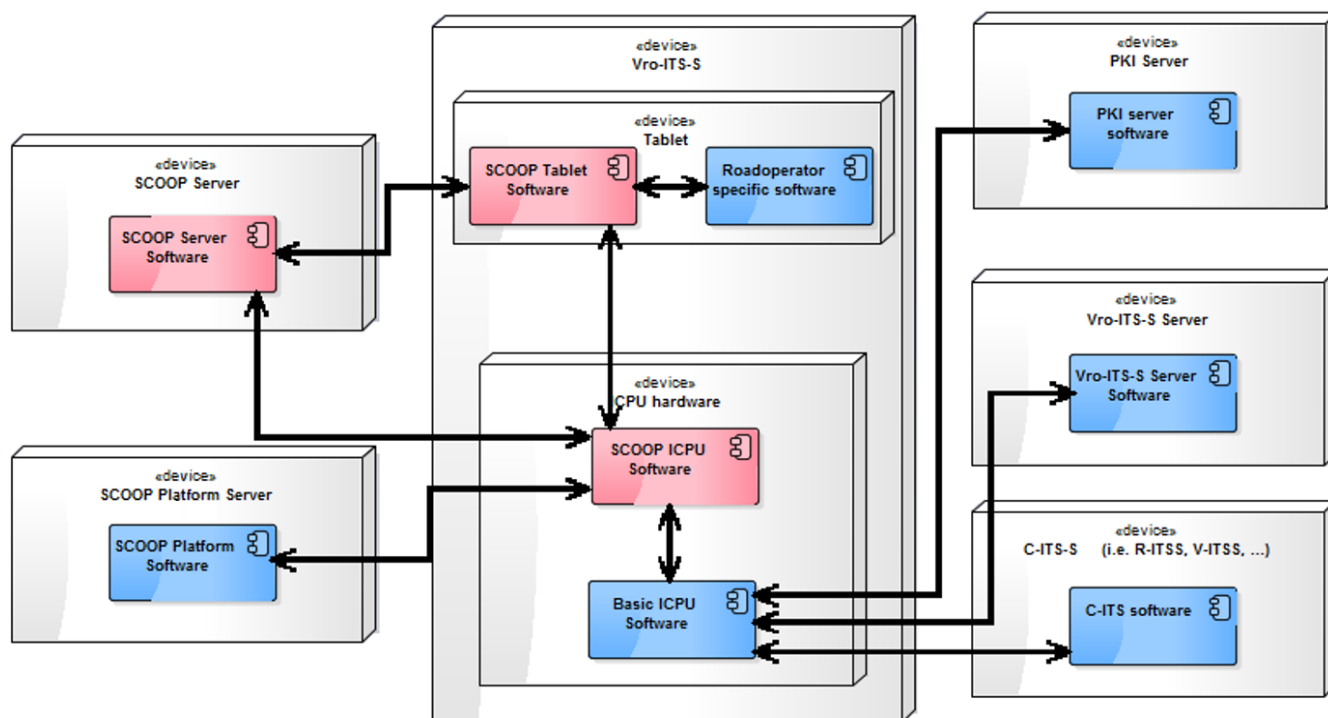 «device»
SCOOP Server
SCOOP Server
Software
«device»
SCOOP Platform Server
SCOOP Platform
Software
«device»
Vro-ITS-S
«device»
Tablet
SCOOP Tablet
Software
Roadoperator
specific software
«device»
CPU hardware
SCOOP ICPU
Software
Basic ICPU
Software
«device»
PKI Server
PKI server
software
«device»
Vro-ITS-S Server
Vro-ITS-S Server
Software
«device»
C-ITS-S (i.e. R-ITSS, V-ITSS, ...)
C-ITS software